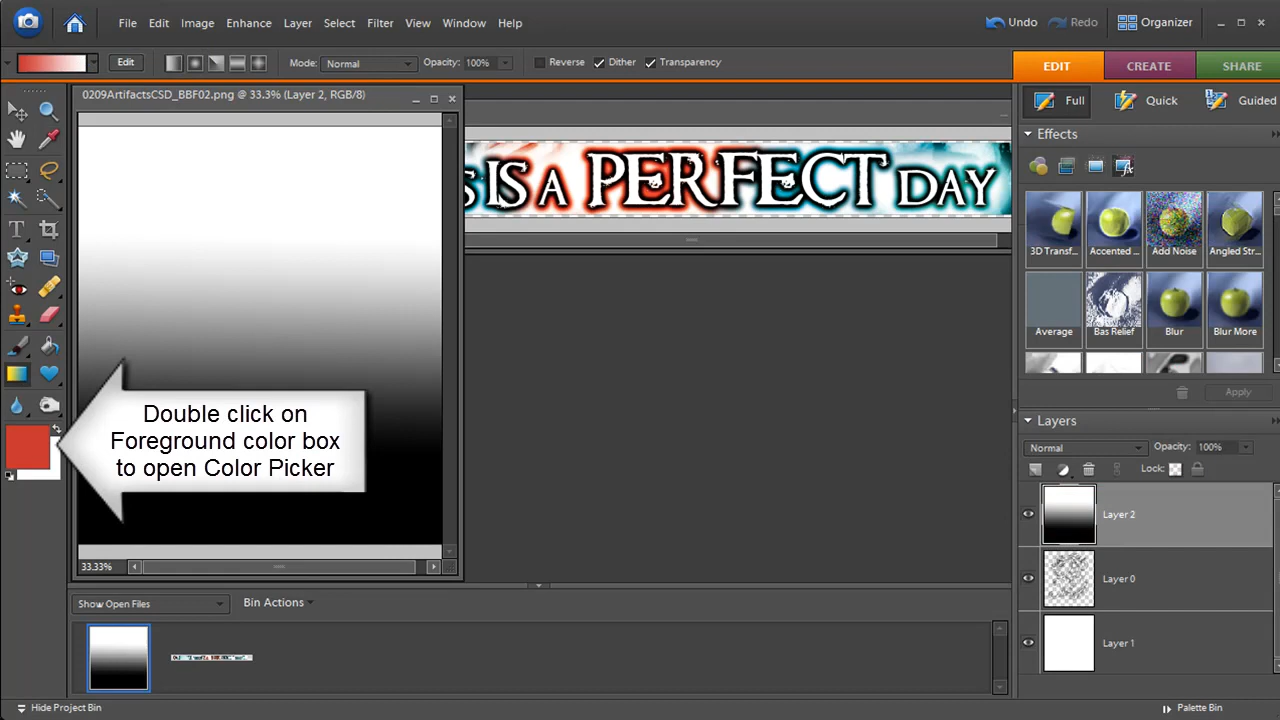 File Edit Image Enhance Layer Select Filter View Window Help Undo Redo Organizer
Edit Mode: Normal Opacity: 100% Reverse Dither Transparency EDIT CREATE SHARE
0209ArtifactsCSD_BBF02.png @ 33.3% (Layer 2, RGB/8)
Full Quick Guided
Effects
S IS A PERFECT DAY
3D Transf... Accented ... Add Noise Angled Str...
Average Bas Relief Blur Blur More
Apply
Double click on
Foreground color box
to open Color Picker
Layers
Normal Opacity: 100%
Lock:
Layer 2
Layer 0
Layer 1
33.33%
Show Open Files Bin Actions
Hide Project Bin Palette Bin